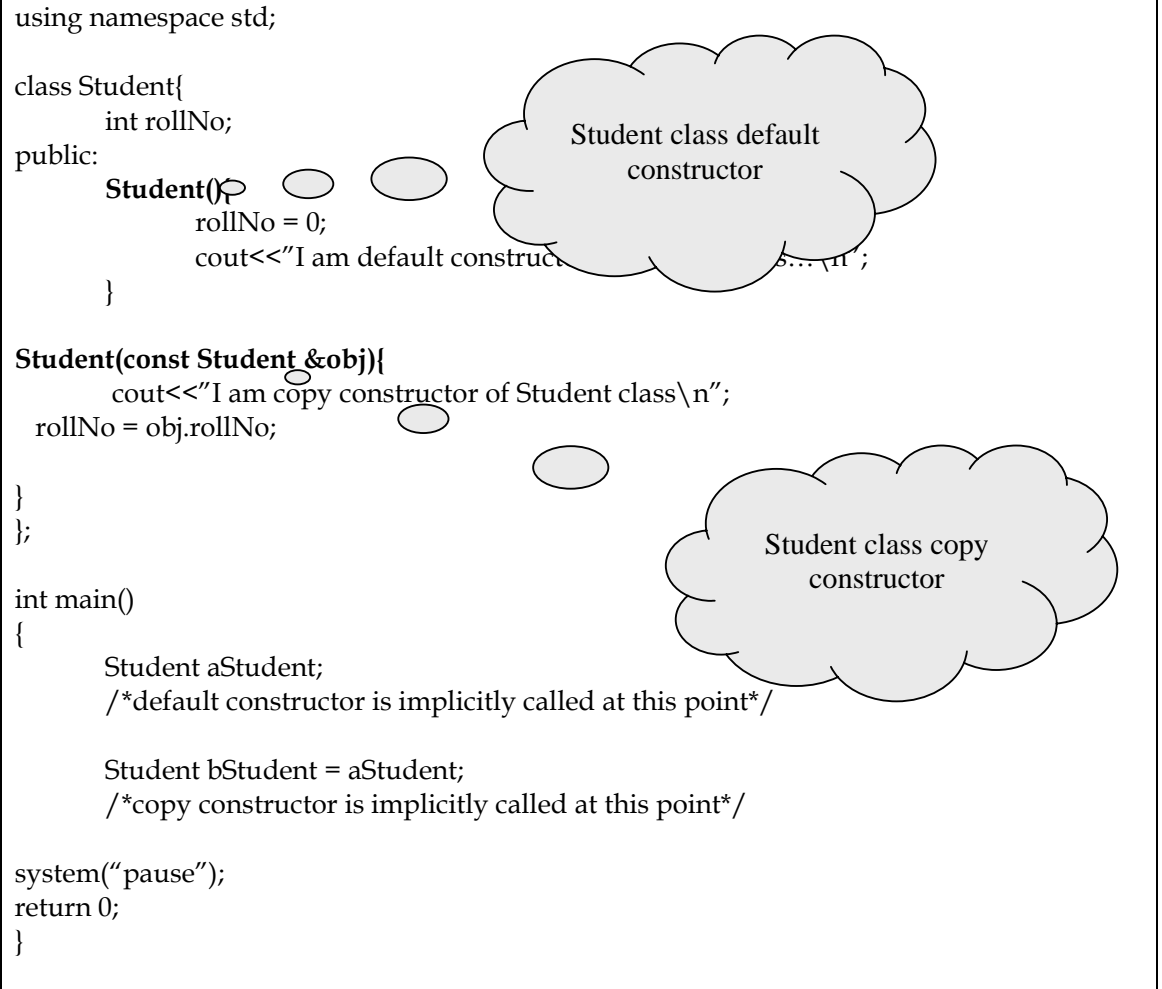 using namespace std;
class Student{
int rollNo;
public:
Student(){
rollNo = 0;
cout<<”I am default construct s…\n”;
}
Student(const Student &obj){
cout<<”I am copy constructor of Student class\n”;
rollNo = obj.rollNo;
}
};
int main()
{
Student aStudent;
/*default constructor is implicitly called at this point*/
Student bStudent = aStudent;
/*copy constructor is implicitly called at this point*/
system(“pause”);
return 0;
}
Student class default
constructor
Student class copy
constructor